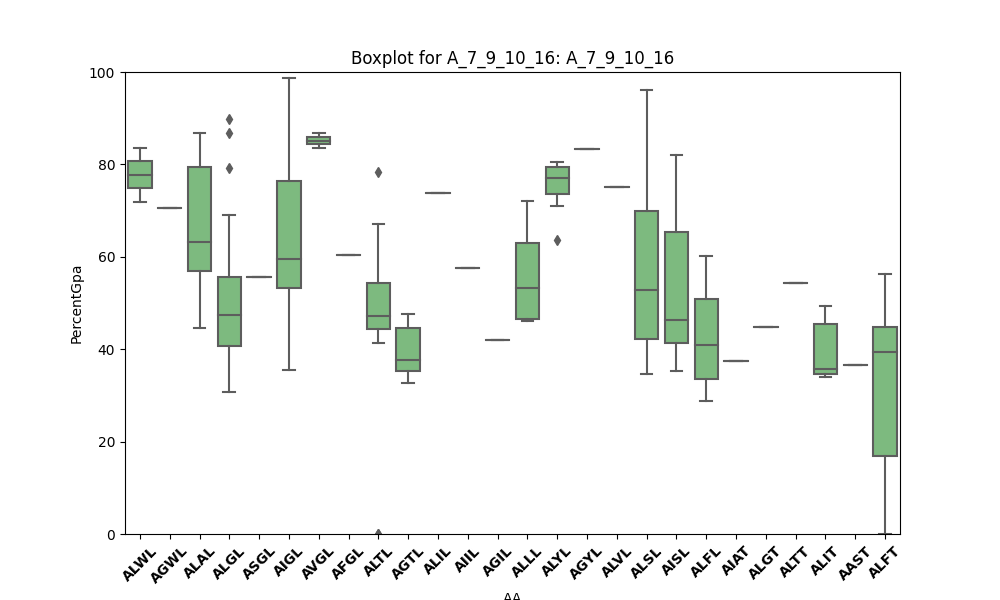 Boxplot for A_7_9_10_16: A_7_9_10_16
PercentGpa
100
80
60
40
20
0
ALWL AGWL ALAL ALGL ASGL AIGL AVGL AFGL ALTL AGTL ALIL AIIL AGIL ALLL ALYL AGYL ALVL ALSL AISL ALFL AIAT ALGT ALTT ALIT AAST ALFT
AA